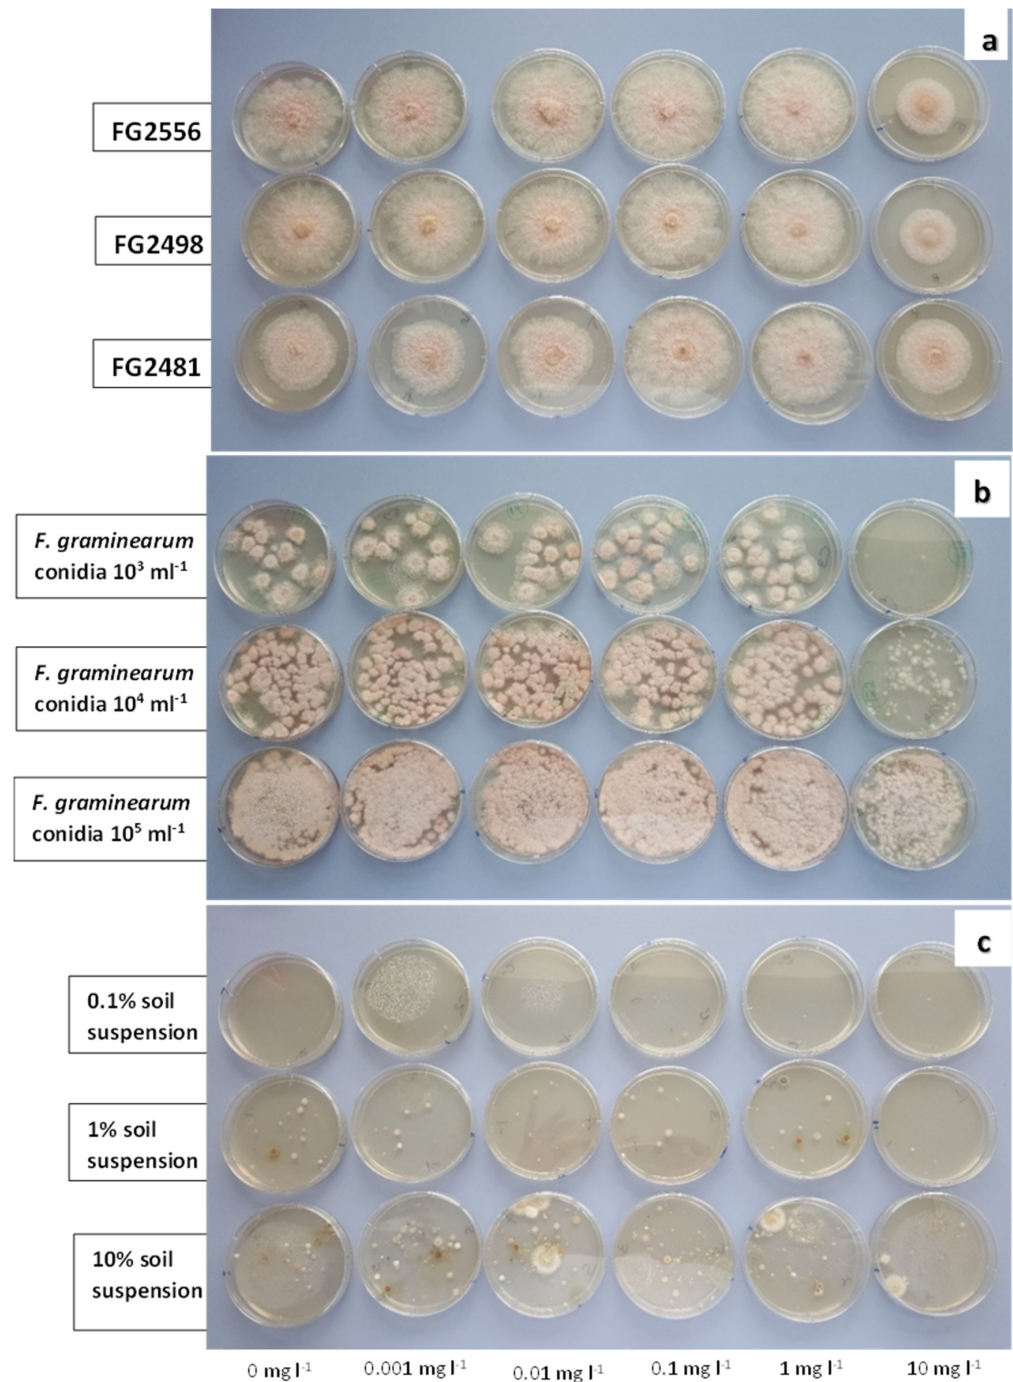 a
FG2556
FG2498
FG2481
b
F. graminearum
conidia 10³ ml⁻¹
F. graminearum
conidia 10⁴ ml⁻¹
F. graminearum
conidia 10⁵ ml⁻¹
c
0.1% soil
suspension
1% soil
suspension
10% soil
suspension
0 mg l⁻¹ 0.001 mg l⁻¹ 0.01 mg l⁻¹ 0.1 mg l⁻¹ 1 mg l⁻¹ 10 mg l⁻¹